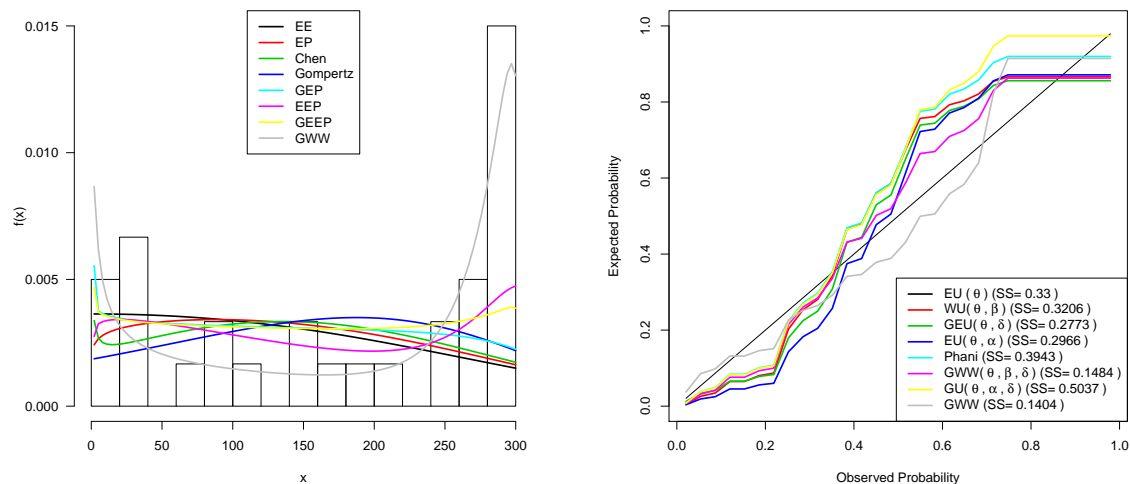 EE
EP
Chen
Gompertz
GEP
EEP
GEEP
GWW
0.015
0.010
0.005
0.000
f(x)
0 50 100 150 200 250 300
x
1.0
0.8
0.6
0.4
0.2
0.0
Expected Probability
EU ( θ ) (SS= 0.33 )
WU( θ , β ) (SS= 0.3206 )
GEU( θ , δ ) (SS= 0.2773 )
EU( θ , α ) (SS= 0.2966 )
Phani (SS= 0.3943 )
GWW( θ , β , δ ) (SS= 0.1484 )
GU( θ , α , δ ) (SS= 0.5037 )
GWW (SS= 0.1404 )
0.0 0.2 0.4 0.6 0.8 1.0
Observed Probability